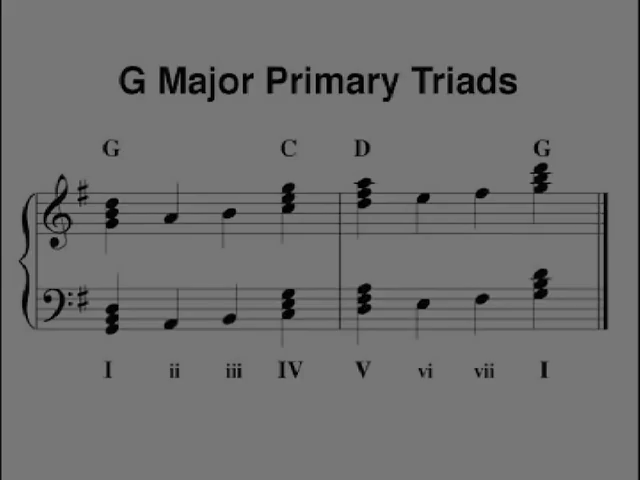 G Major Primary Triads
G C D G
I ii iii IV V vi vii I